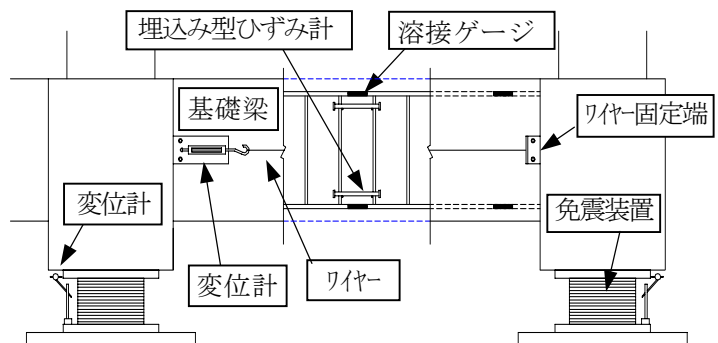 埋込み型ひずみ計
溶接ゲージ
基礎梁
ワイヤー固定端
変位計
免震装置
変位計
ワイヤー